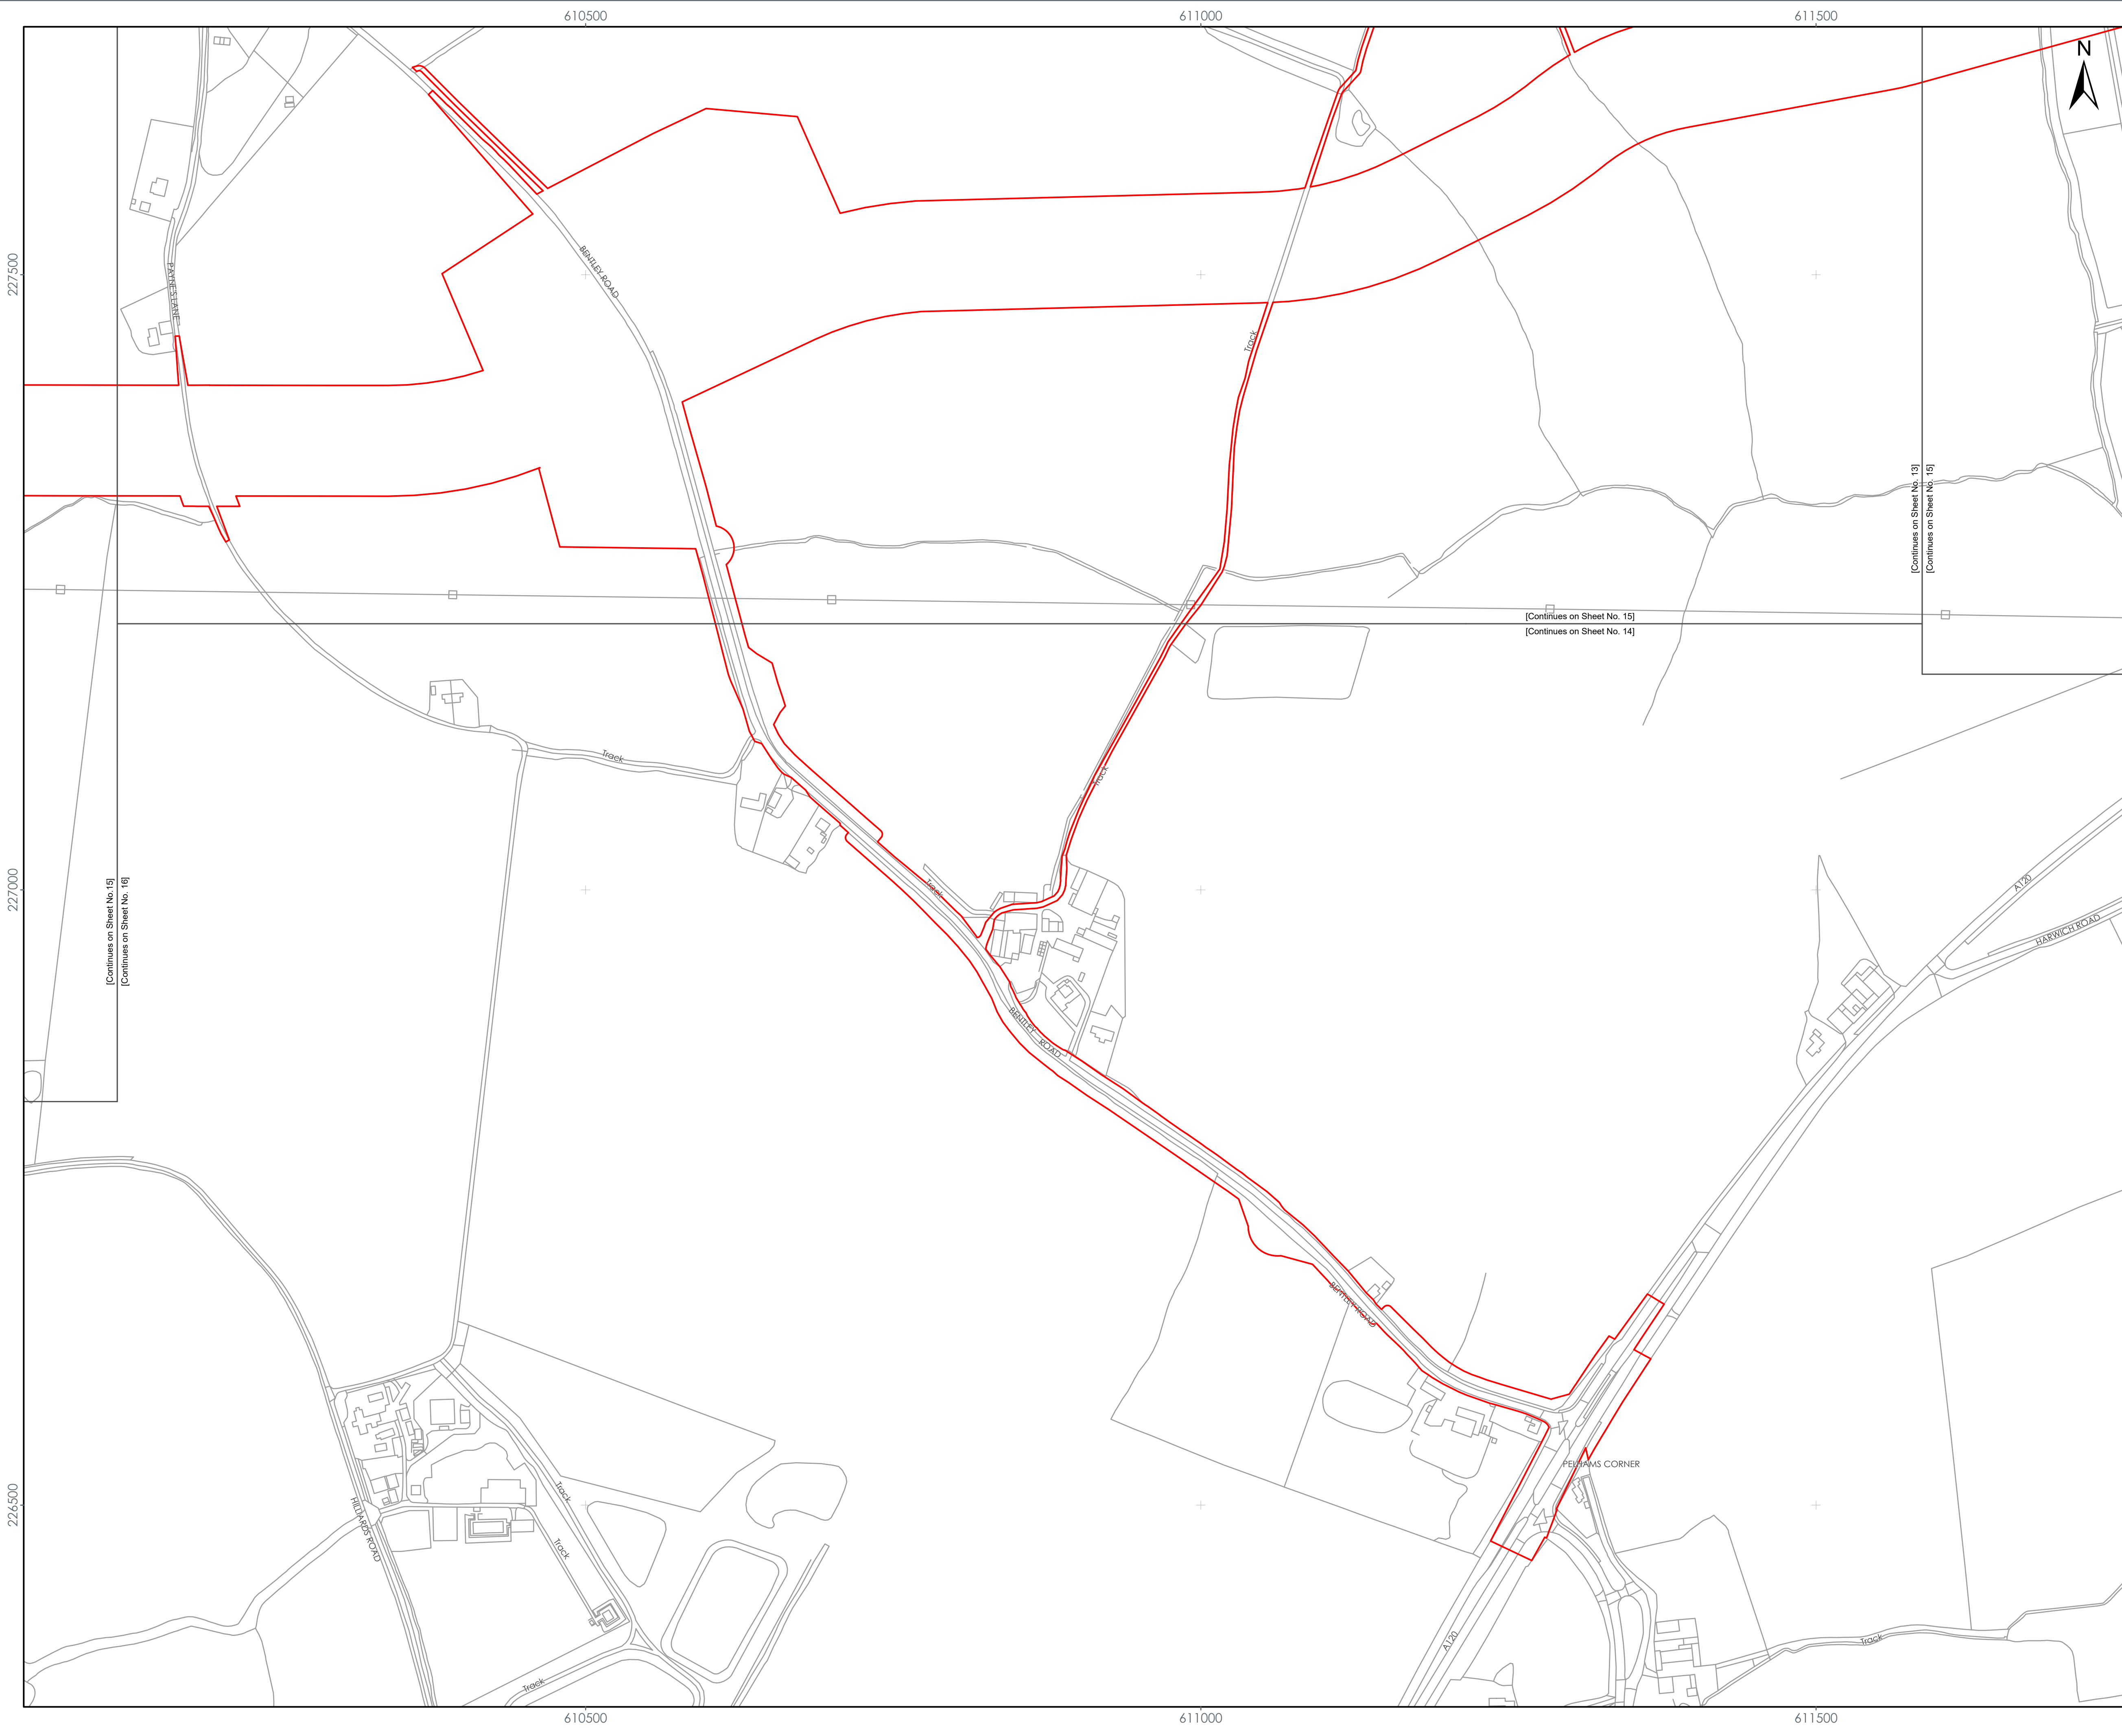 610500
611000
611500
N
227500
BENTLEY ROAD
PAYNE'S LANE
Track
[Continues on Sheet No. 13]
[Continues on Sheet No. 15]
[Continues on Sheet No. 15]
[Continues on Sheet No. 14]
Track
Track
227000
Track
A120
HARWICH ROAD
[Continues on Sheet No.15]
[Continues on Sheet No. 16]
BENTLEY
ROAD
BENTLEY ROAD
PELHAMS CORNER
226500
HILLIARDS ROAD
Track
Track
A120
Track
Track
610500
611000
611500